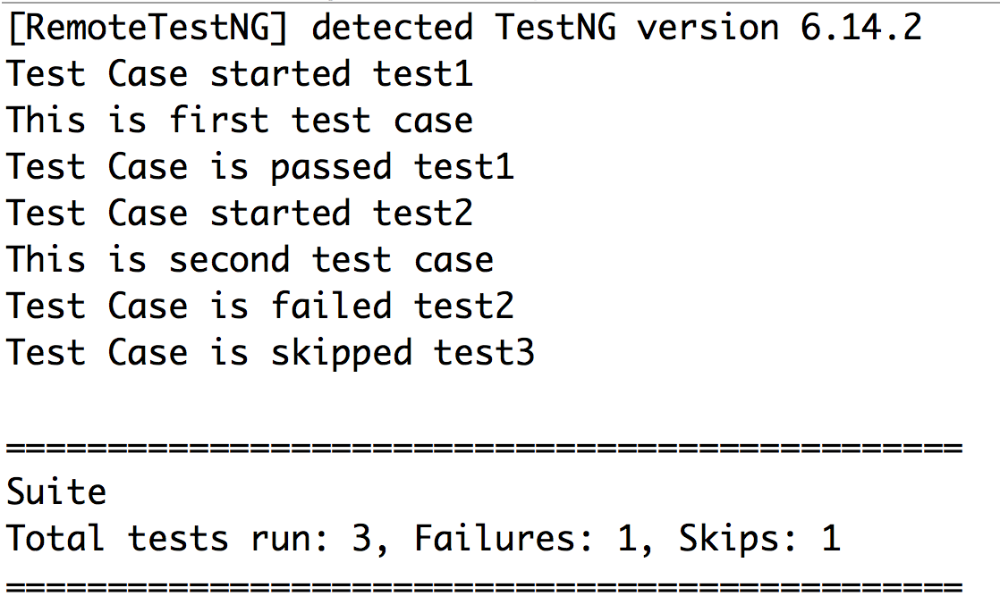 [RemoteTestNG] detected TestNG version 6.14.2
Test Case started test1
This is first test case
Test Case is passed test1
Test Case started test2
This is second test case
Test Case is failed test2
Test Case is skipped test3
===============================================
Suite
Total tests run: 3, Failures: 1, Skips: 1
===============================================